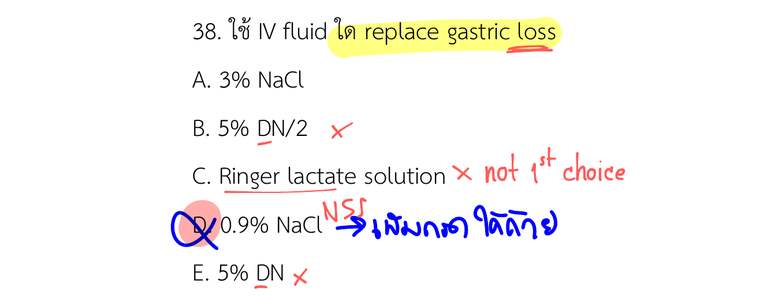 38. ใช้ IV fluid ใด replace gastric loss
A. 3% NaCl
B. 5% DN/2 ×
C. Ringer lactate solution × not 1st choice
D. 0.9% NaCl NSS → เพิ่มกรด ได้ด้วย
E. 5% DN ×